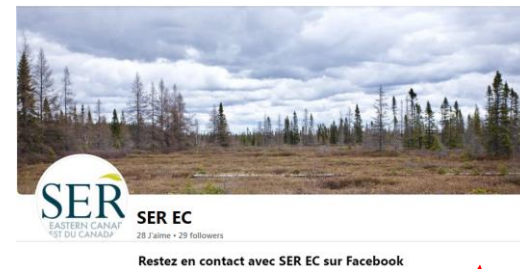 SER
EASTERN CANAD
EST DU CANADA
SER EC
28 J'aime • 29 followers
Restez en contact avec SER EC sur Facebook